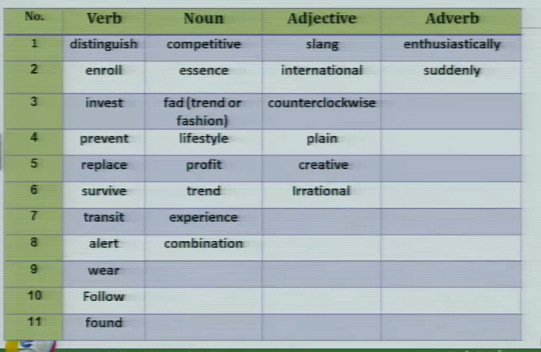 No. Verb Noun Adjective Adverb
1 distinguish competitive slang enthusiastically
2 enroll essence international suddenly
3 invest fad (trend or fashion) counterclockwise
4 prevent lifestyle plain
5 replace profit creative
6 survive trend Irrational
7 transit experience
8 alert combination
9 wear
10 Follow
11 found